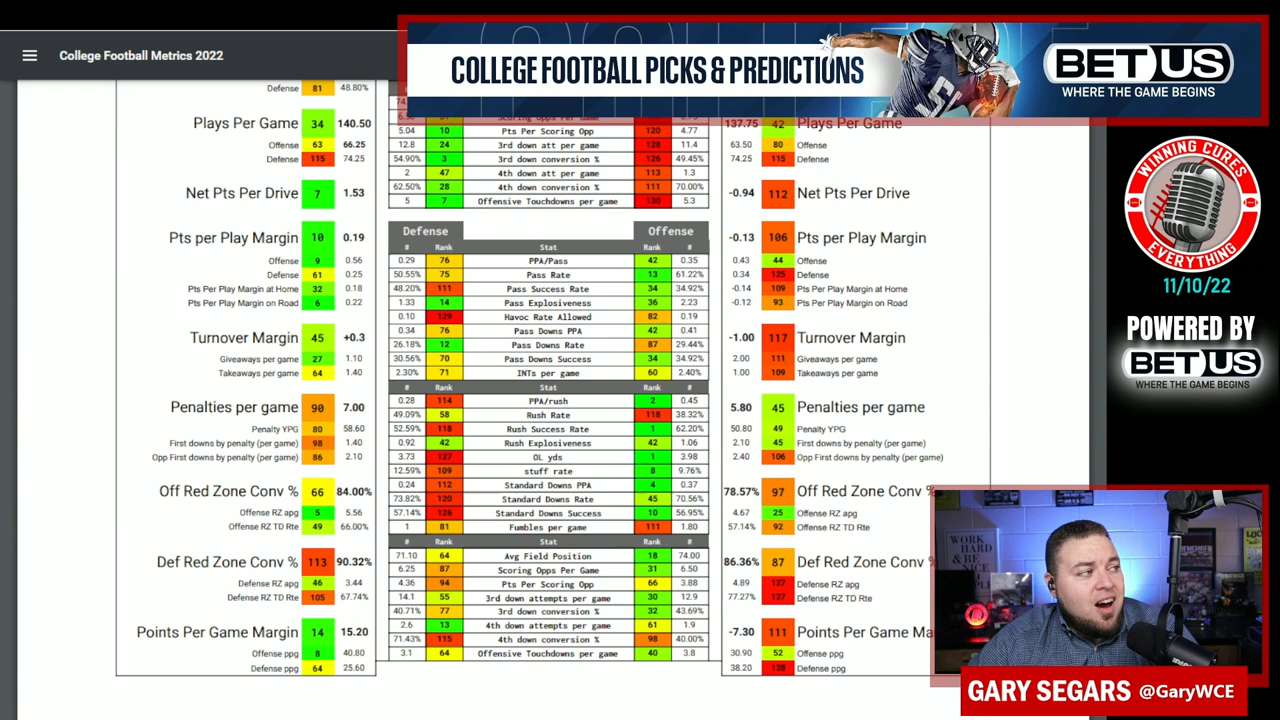 College Football Metrics 2022
COLLEGE FOOTBALL PICKS & PREDICTIONS
BETUS
WHERE THE GAME BEGINS
WINNING CURES
EVERYTHING
11/10/22
POWERED BY
BETUS
WHERE THE GAME BEGINS
Defense 81 48.80%
Plays Per Game 34 140.50
Offense 63 66.25
Defense 115 74.25
Net Pts Per Drive 7 1.53
Pts per Play Margin 10 0.19
Offense 9 0.56
Defense 61 0.25
Pts Per Play Margin at Home 32 0.18
Pts Per Play Margin on Road 6 0.22
Turnover Margin 45 +0.3
Giveaways per game 27 1.10
Takeaways per game 64 1.40
Penalties per game 90 7.00
Penalty YPG 80 58.60
First downs by penalty (per game) 98 1.40
Opp First downs by penalty (per game) 86 2.10
Off Red Zone Conv % 66 84.00%
Offense RZ apg 5 5.56
Offense RZ TD Rte 49 66.00%
Def Red Zone Conv % 113 90.32%
Defense RZ apg 46 3.44
Defense RZ TD Rte 105 67.74%
Points Per Game Margin 14 15.20
Offense ppg 8 40.80
Defense ppg 64 25.60
5.04 10 Pts Per Scoring Opp 120 4.77
12.8 24 3rd down att per game 128 11.4
54.90% 3 3rd down conversion % 126 49.45%
2 47 4th down att per game 113 1.3
62.50% 28 4th down conversion % 111 70.00%
5 7 Offensive Touchdowns per game 130 5.3
Defense Offense
# Rank Stat Rank #
0.29 76 PPA/Pass 42 0.35
50.55% 75 Pass Rate 13 61.22%
48.20% 111 Pass Success Rate 34 34.92%
1.33 14 Pass Explosiveness 36 2.23
0.10 129 Havoc Rate Allowed 82 0.19
0.34 76 Pass Downs PPA 42 0.41
26.18% 12 Pass Downs Rate 87 29.44%
30.56% 70 Pass Downs Success 34 34.92%
2.30% 71 INTs per game 60 2.40%
# Rank Stat Rank #
0.28 114 PPA/rush 2 0.45
49.09% 58 Rush Rate 118 38.32%
52.59% 118 Rush Success Rate 1 62.20%
0.92 42 Rush Explosiveness 42 1.06
3.73 127 OL yds 1 3.98
12.59% 109 stuff rate 8 9.76%
0.24 112 Standard Downs PPA 4 0.37
73.82% 120 Standard Downs Rate 45 70.56%
57.14% 126 Standard Downs Success 10 56.95%
1 81 Fumbles per game 111 1.80
# Rank Stat Rank #
71.10 64 Avg Field Position 18 74.00
6.25 87 Scoring Opps Per Game 31 6.50
4.36 94 Pts Per Scoring Opp 66 3.88
14.1 55 3rd down attempts per game 30 12.9
40.71% 77 3rd down conversion % 32 43.69%
2.6 13 4th down attempts per game 61 1.9
71.43% 115 4th down conversion % 98 40.00%
3.1 64 Offensive Touchdowns per game 40 3.8
137.75 42 Plays Per Game
63.50 80 Offense
74.25 115 Defense
-0.94 112 Net Pts Per Drive
-0.13 106 Pts per Play Margin
0.43 44 Offense
0.34 125 Defense
-0.14 109 Pts Per Play Margin at Home
-0.12 93 Pts Per Play Margin on Road
-1.00 117 Turnover Margin
2.00 111 Giveaways per game
1.00 109 Takeaways per game
5.80 45 Penalties per game
50.80 49 Penalty YPG
2.10 45 First downs by penalty (per game)
2.40 106 Opp First downs by penalty (per game)
78.57% 97 Off Red Zone Conv %
4.67 25 Offense RZ apg
57.14% 92 Offense RZ TD Rte
86.36% 87 Def Red Zone Conv %
4.89 127 Defense RZ apg
77.27% 127 Defense RZ TD Rte
-7.30 111 Points Per Game Ma
30.90 52 Offense ppg
38.20 128 Defense ppg
WORK
HARD
& BE
GARY SEGARS @GaryWCE